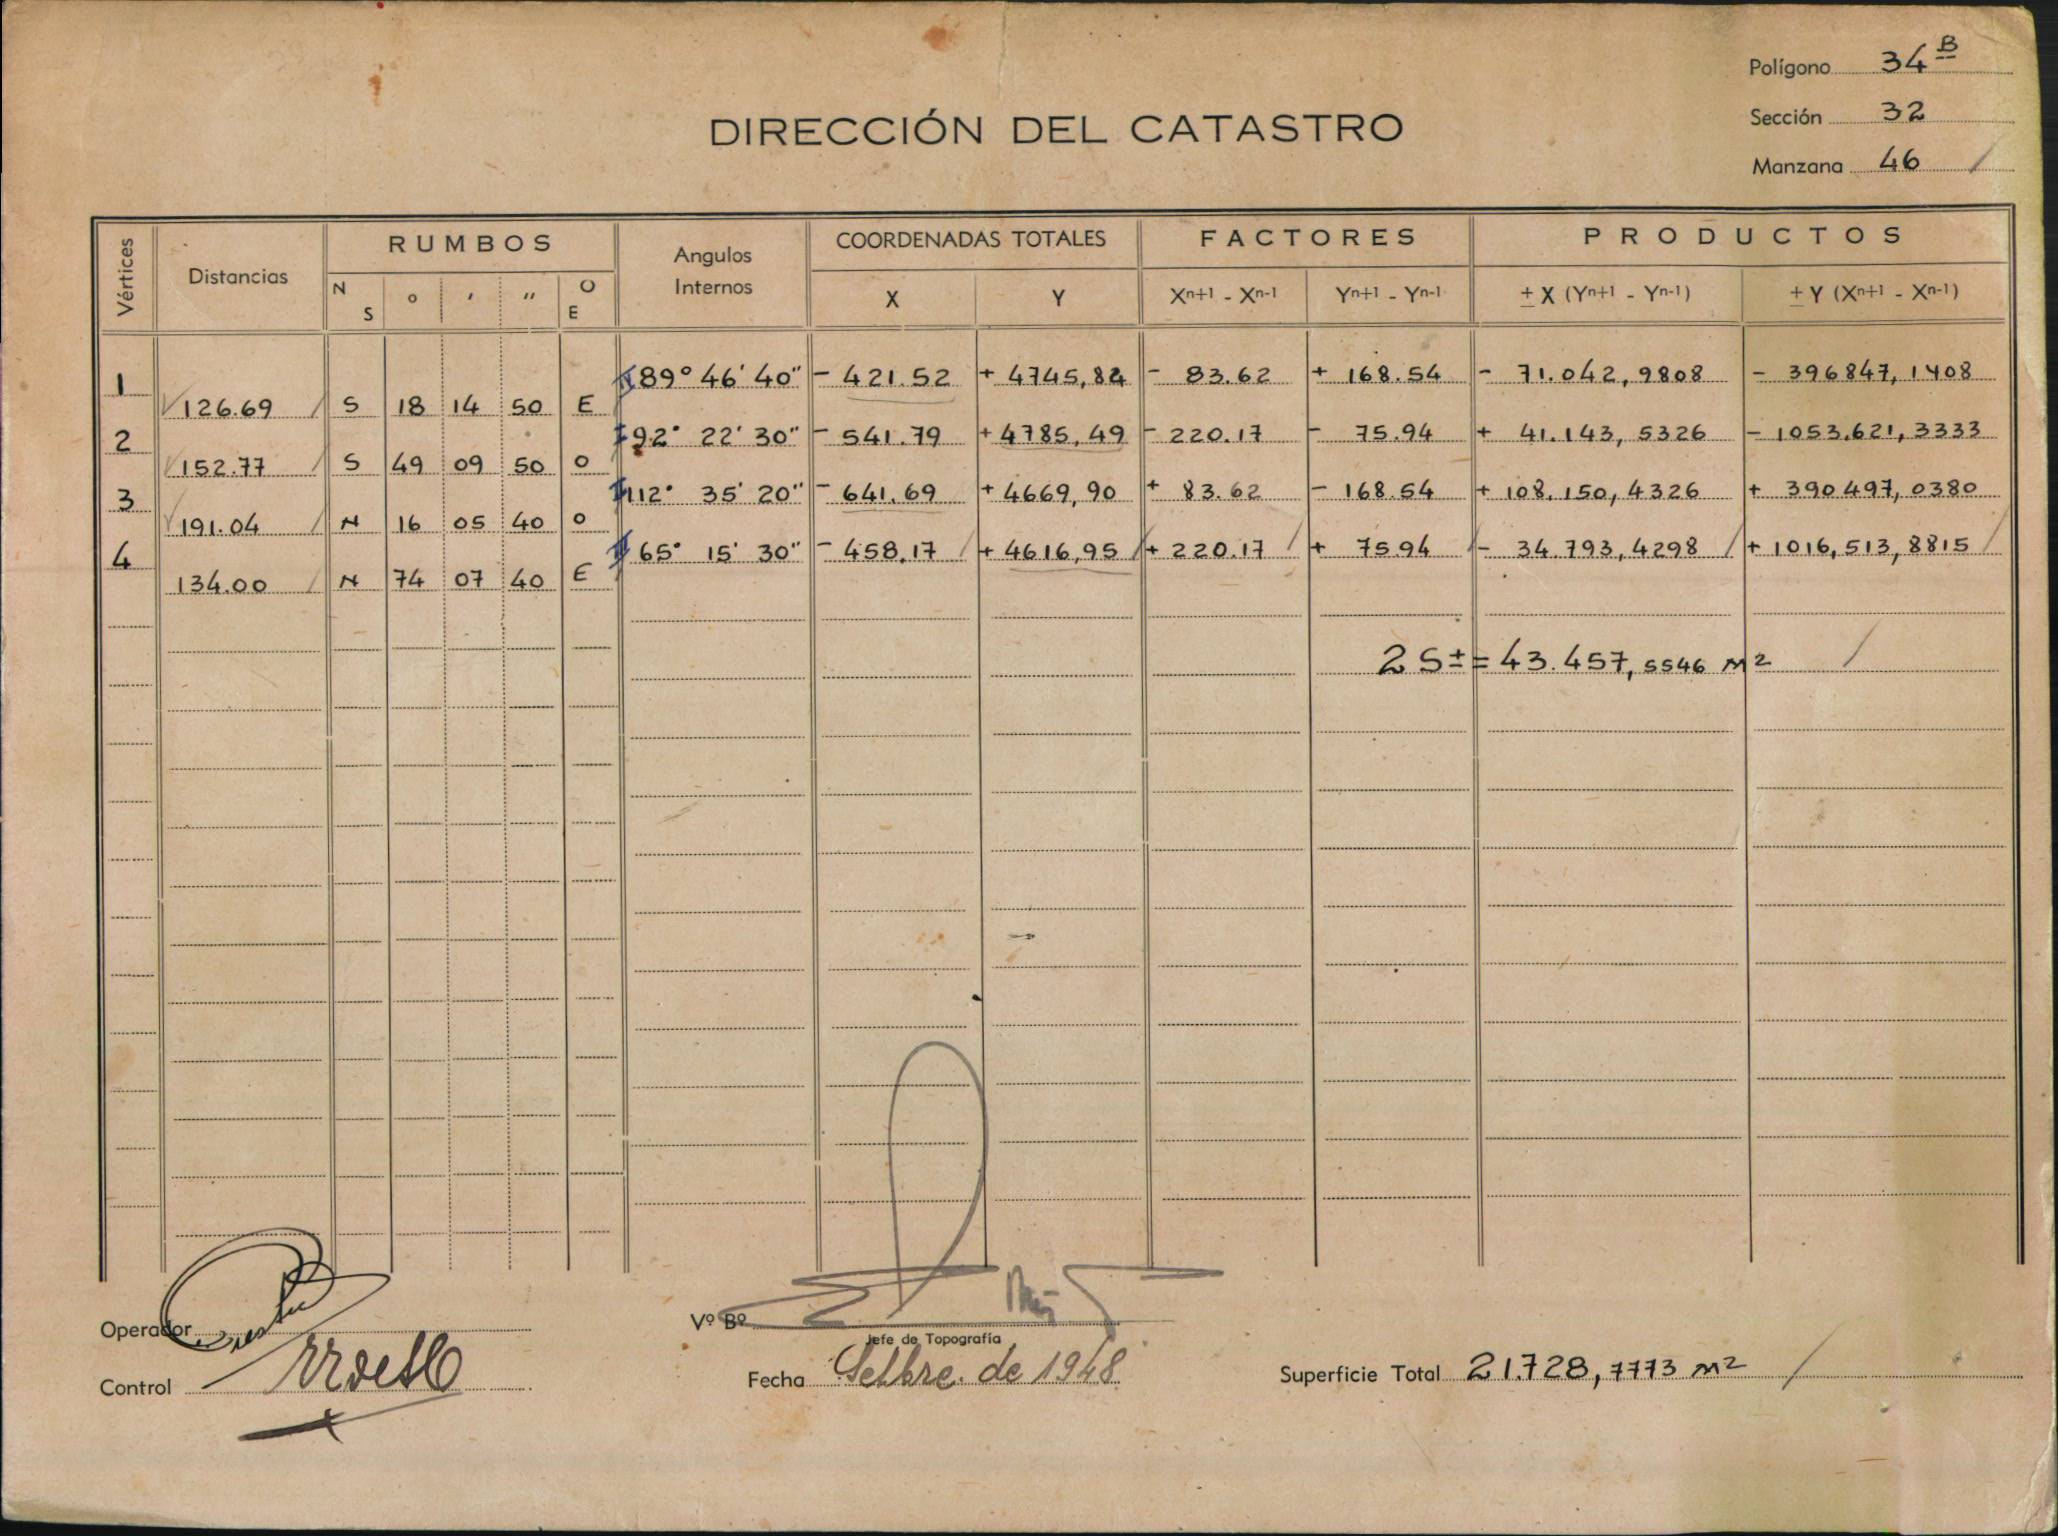 Polígono 34 B
DIRECCIÓN DEL CATASTRO
Sección 32
Manzana 46
Vértices Distancias RUMBOS Angulos Internos COORDENADAS TOTALES FACTORES PRODUCTOS
N S ° ' " O E X Y Xn+1 - Xn-1 Yn+1 - Yn-1 ± X (Yn+1 - Yn-1) ± Y (Xn+1 - Xn-1)
1 89° 46' 40" - 421.52 + 4745,82 - 83.62 + 168.54 - 71.042,9808 - 396847,1408
126.69 S 18 14 50 E
2 92° 22' 30" - 541.79 + 4785,49 - 220.17 - 75.94 + 41.143,5326 - 1053.621,3333
152.77 S 49 09 50 O
3 112° 35' 20" - 641.69 + 4669,90 + 83.62 - 168.54 + 108.150,4326 + 390497,0380
191.04 N 16 05 40 O
4 65° 15' 30" - 458,17 + 4616,95 + 220.17 + 75.94 - 34.793,4298 + 1016,513,8815
134.00 N 74 07 40 E
2 S ± = 43.457,5546 m2
Operador
Vº Bº
Jefe de Topografía
Control
Fecha Setbre. de 1948
Superficie Total 21.728,7773 m2